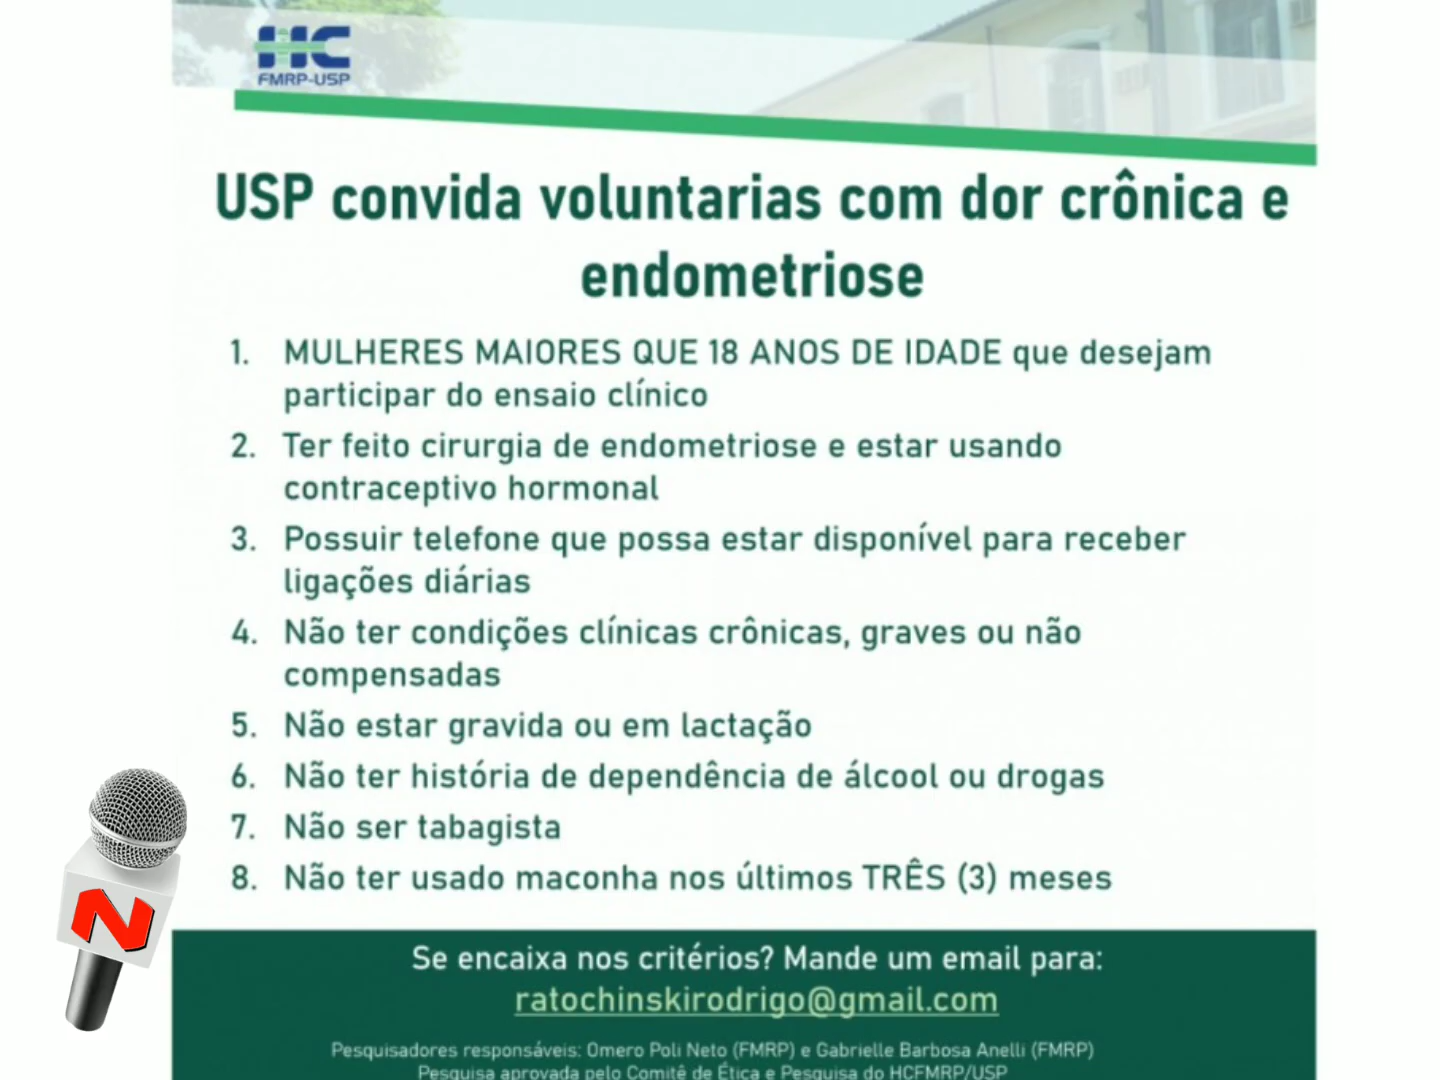 HC
FMRP-USP
USP convida voluntarias com dor crônica e
endometriose
1. MULHERES MAIORES QUE 18 ANOS DE IDADE que desejam
participar do ensaio clínico
2. Ter feito cirurgia de endometriose e estar usando
contraceptivo hormonal
3. Possuir telefone que possa estar disponível para receber
ligações diárias
4. Não ter condições clínicas crônicas, graves ou não
compensadas
5. Não estar gravida ou em lactação
6. Não ter história de dependência de álcool ou drogas
7. Não ser tabagista
8. Não ter usado maconha nos últimos TRÊS (3) meses
N
Se encaixa nos critérios? Mande um email para:
ratochinskirodrigo@gmail.com
Pesquisadores responsáveis: Omero Poli Neto (FMRP) e Gabrielle Barbosa Anelli (FMRP)
Pesquisa aprovada pelo Comitê de Ética e Pesquisa do HCFMRP/USP